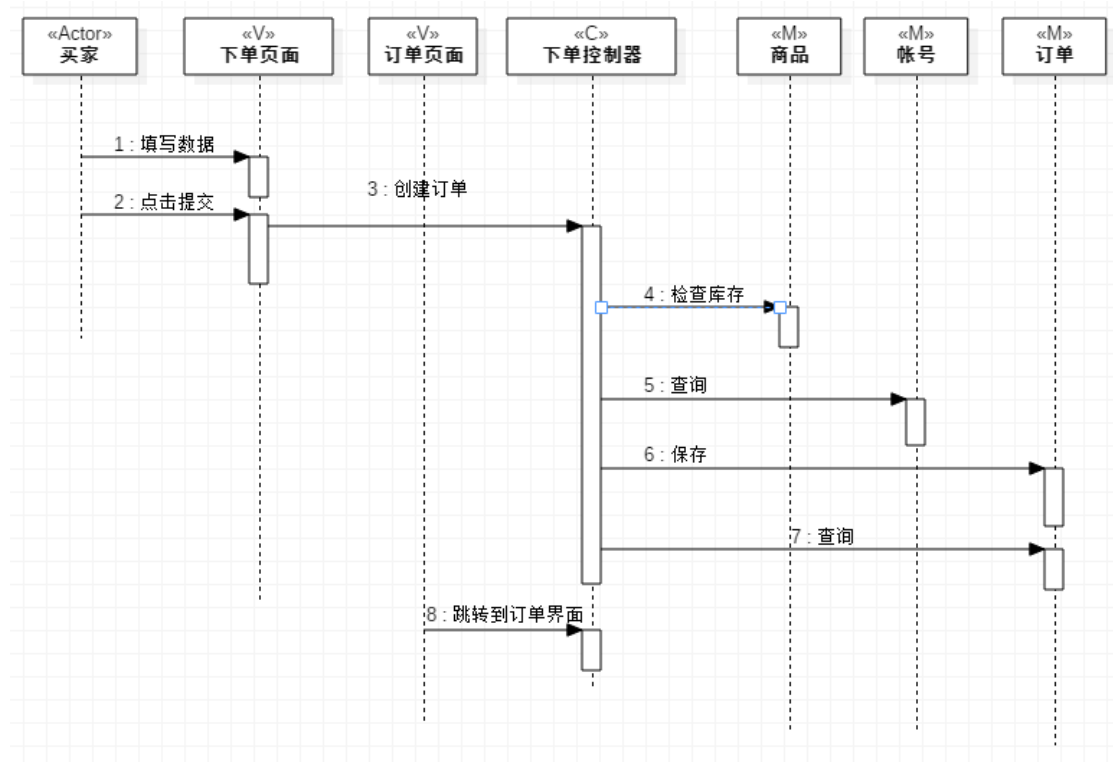 «Actor»
买家
«V»
下单页面
«V»
订单页面
«C»
下单控制器
«M»
商品
«M»
帐号
«M»
订单
1 : 填写数据
2 : 点击提交
3 : 创建订单
4 : 检查库存
5 : 查询
6 : 保存
7 : 查询
8 : 跳转到订单界面